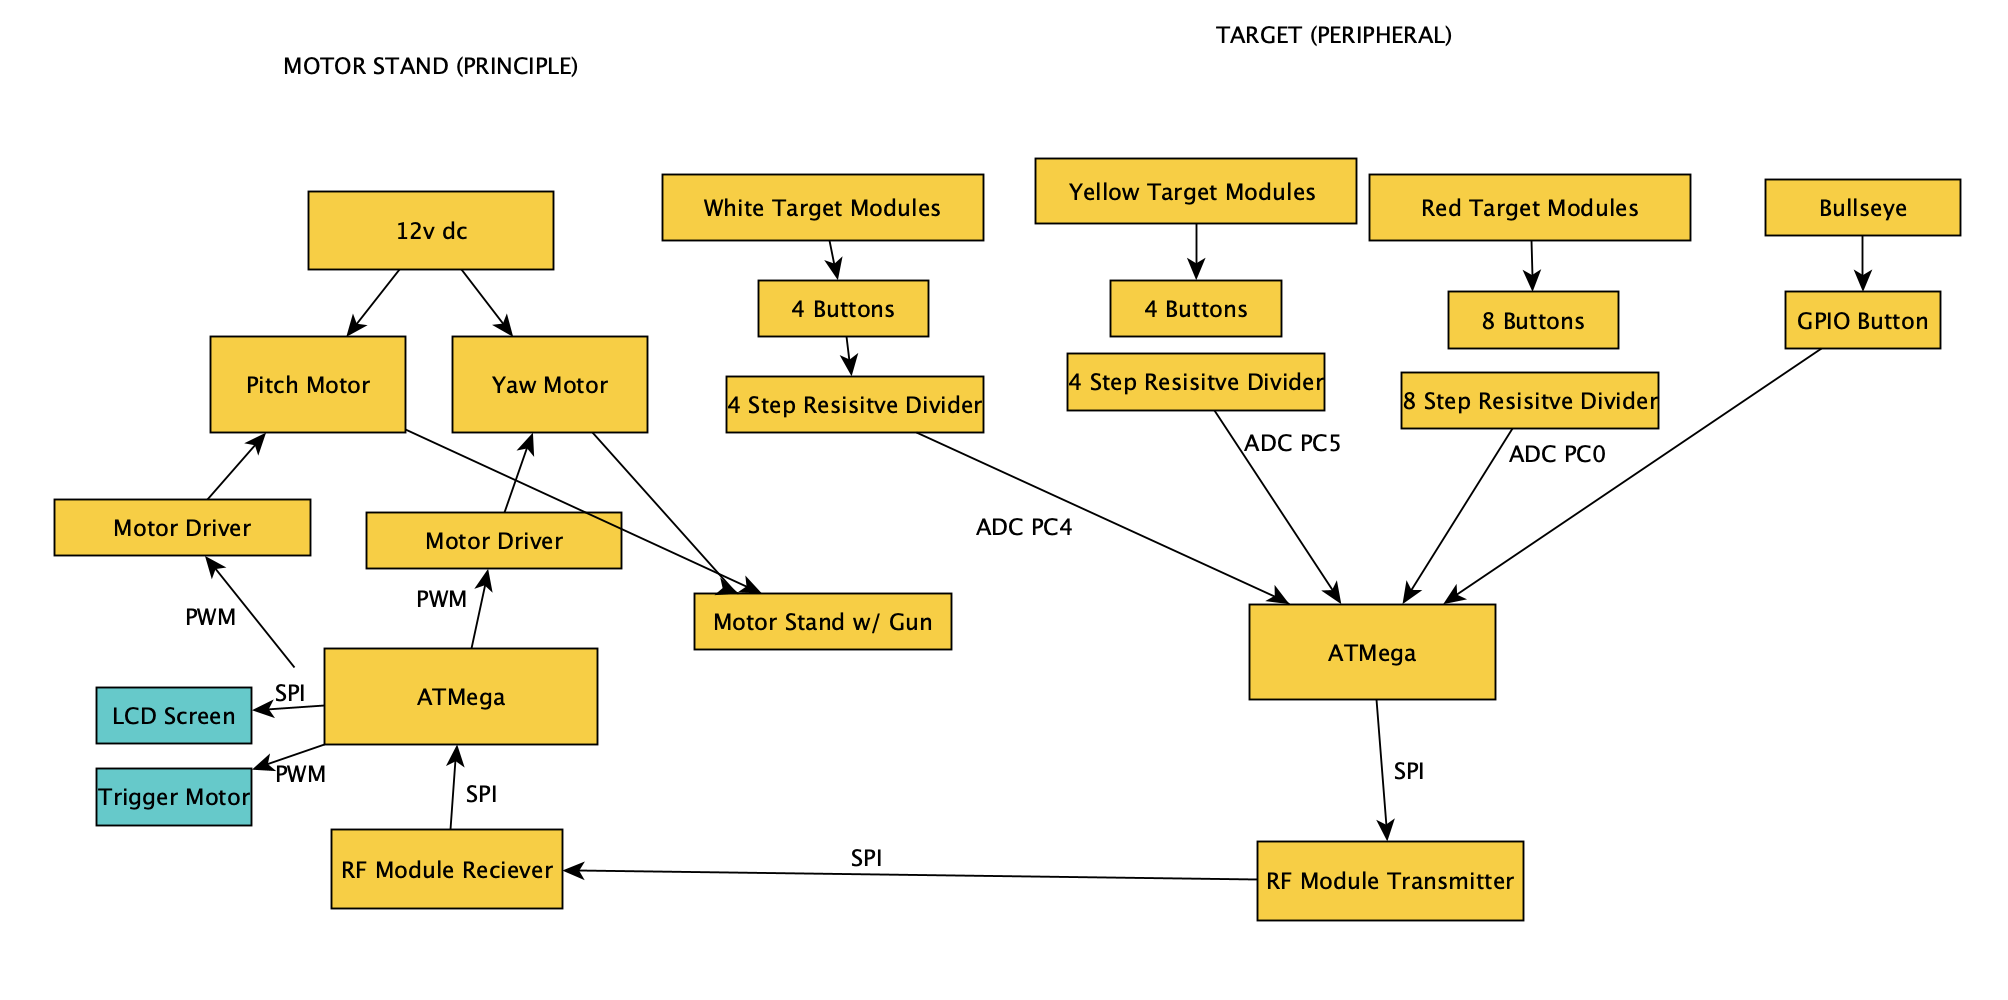 TARGET (PERIPHERAL)
MOTOR STAND (PRINCIPLE)
12v dc
White Target Modules
Yellow Target Modules
Red Target Modules
Bullseye
4 Buttons
4 Buttons
8 Buttons
GPIO Button
Pitch Motor
Yaw Motor
4 Step Resisitve Divider
4 Step Resisitve Divider
8 Step Resisitve Divider
ADC PC5
ADC PC0
Motor Driver
Motor Driver
ADC PC4
PWM
PWM
Motor Stand w/ Gun
ATMega
ATMega
SPI
LCD Screen
PWM
Trigger Motor
SPI
SPI
RF Module Reciever
SPI
RF Module Transmitter